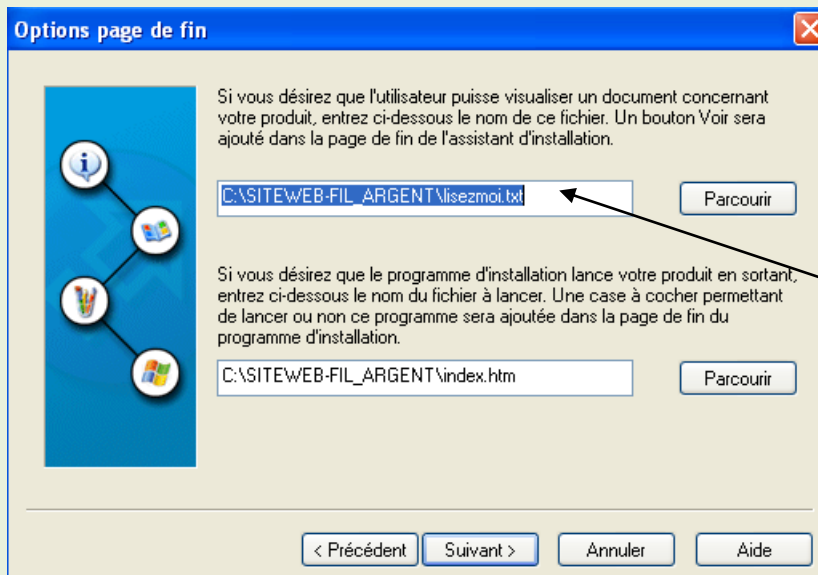 Options page de fin
Si vous désirez que l'utilisateur puisse visualiser un document concernant
votre produit, entrez ci-dessous le nom de ce fichier. Un bouton Voir sera
ajouté dans la page de fin de l'assistant d'installation.
C:\SITEWEB-FIL_ARGENT\lisezmoi.txt
Parcourir
Si vous désirez que le programme d'installation lance votre produit en sortant,
entrez ci-dessous le nom du fichier à lancer. Une case à cocher permettant
de lancer ou non ce programme sera ajoutée dans la page de fin du
programme d'installation.
C:\SITEWEB-FIL_ARGENT\index.htm
Parcourir
< Précédent
Suivant >
Annuler
Aide